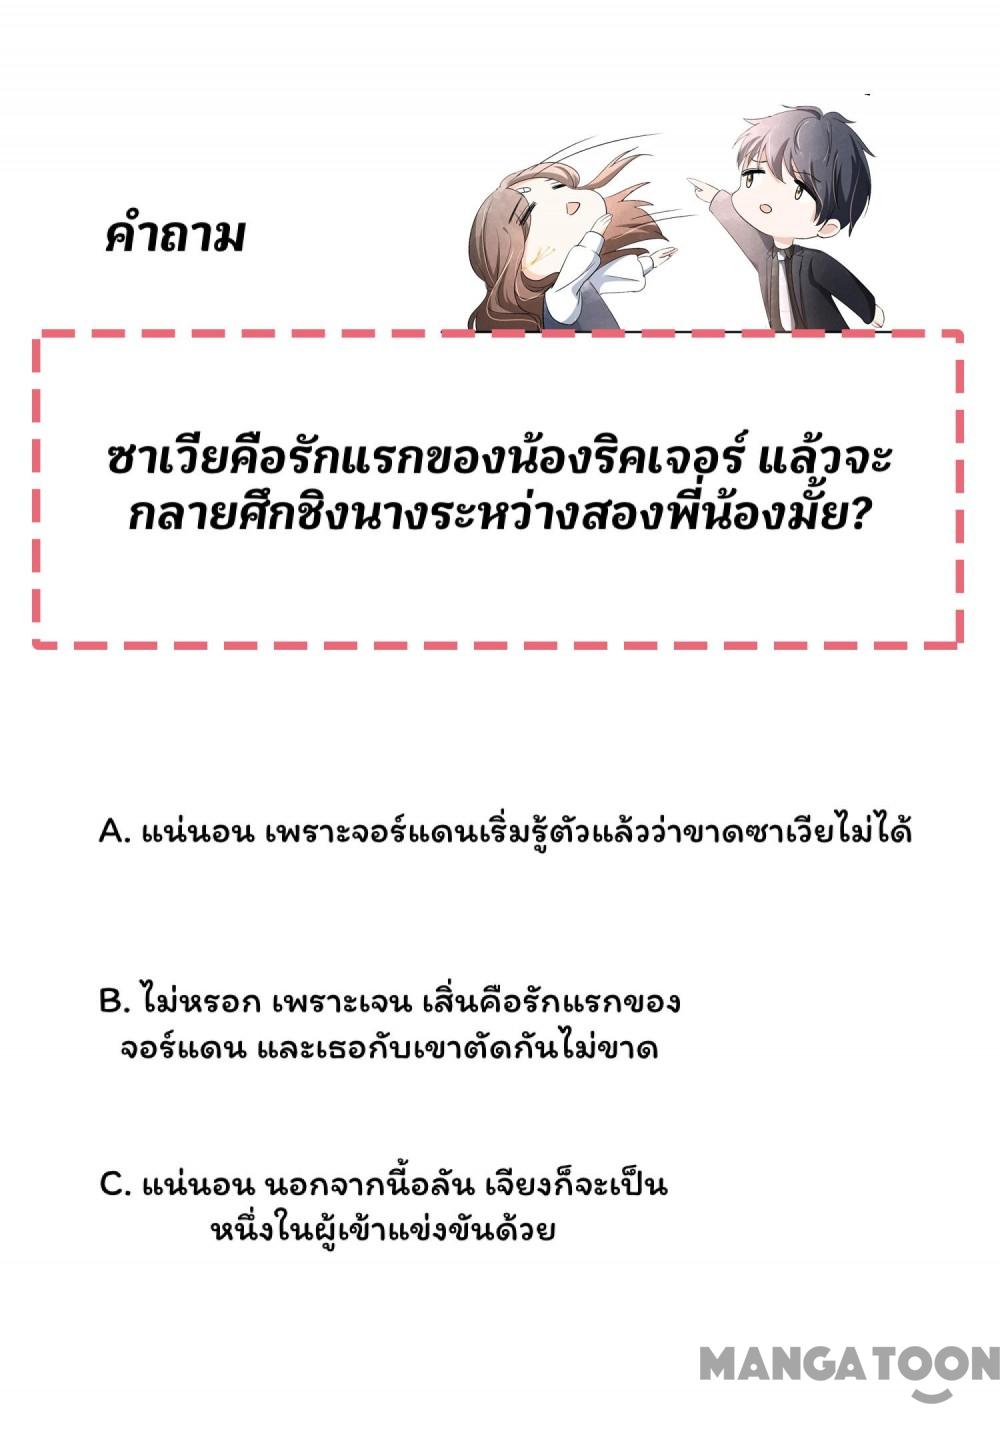 คำถาม
ซาเวียคือรักแรกของน้องริคเจอร์ แล้วจะ
กลายศึกชิงนางระหว่างสองพี่น้องมั้ย?
A. แน่นอน เพราะจอร์แดนเริ่มรู้ตัวแล้วว่าขาดซาเวียไม่ได้
B. ไม่หรอก เพราะเจน เสิ่นคือรักแรกของ
จอร์แดน และเธอกับเขาตัดกันไม่ขาด
C. แน่นอน นอกจากนี้อลัน เจียงก็จะเป็น
หนึ่งในผู้เข้าแข่งขันด้วย
MANGATOON